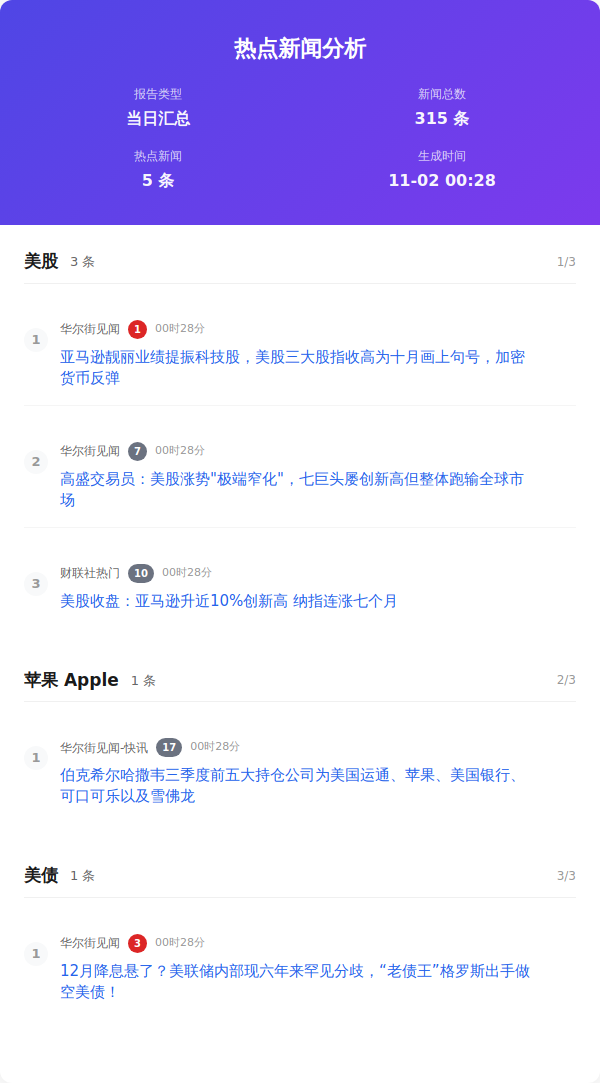 热点新闻分析
报告类型
当日汇总
新闻总数
315 条
热点新闻
5 条
生成时间
11-02 00:28
美股 3 条 1/3
1
华尔街见闻 1 00时28分
亚马逊靓丽业绩提振科技股，美股三大股指收高为十月画上句号，加密
货币反弹
2
华尔街见闻 7 00时28分
高盛交易员：美股涨势"极端窄化"，七巨头屡创新高但整体跑输全球市
场
3
财联社热门 10 00时28分
美股收盘：亚马逊升近10%创新高 纳指连涨七个月
苹果 Apple 1 条 2/3
1
华尔街见闻-快讯 17 00时28分
伯克希尔哈撒韦三季度前五大持仓公司为美国运通、苹果、美国银行、
可口可乐以及雪佛龙
美债 1 条 3/3
1
华尔街见闻 3 00时28分
12月降息悬了？美联储内部现六年来罕见分歧，“老债王”格罗斯出手做
空美债！